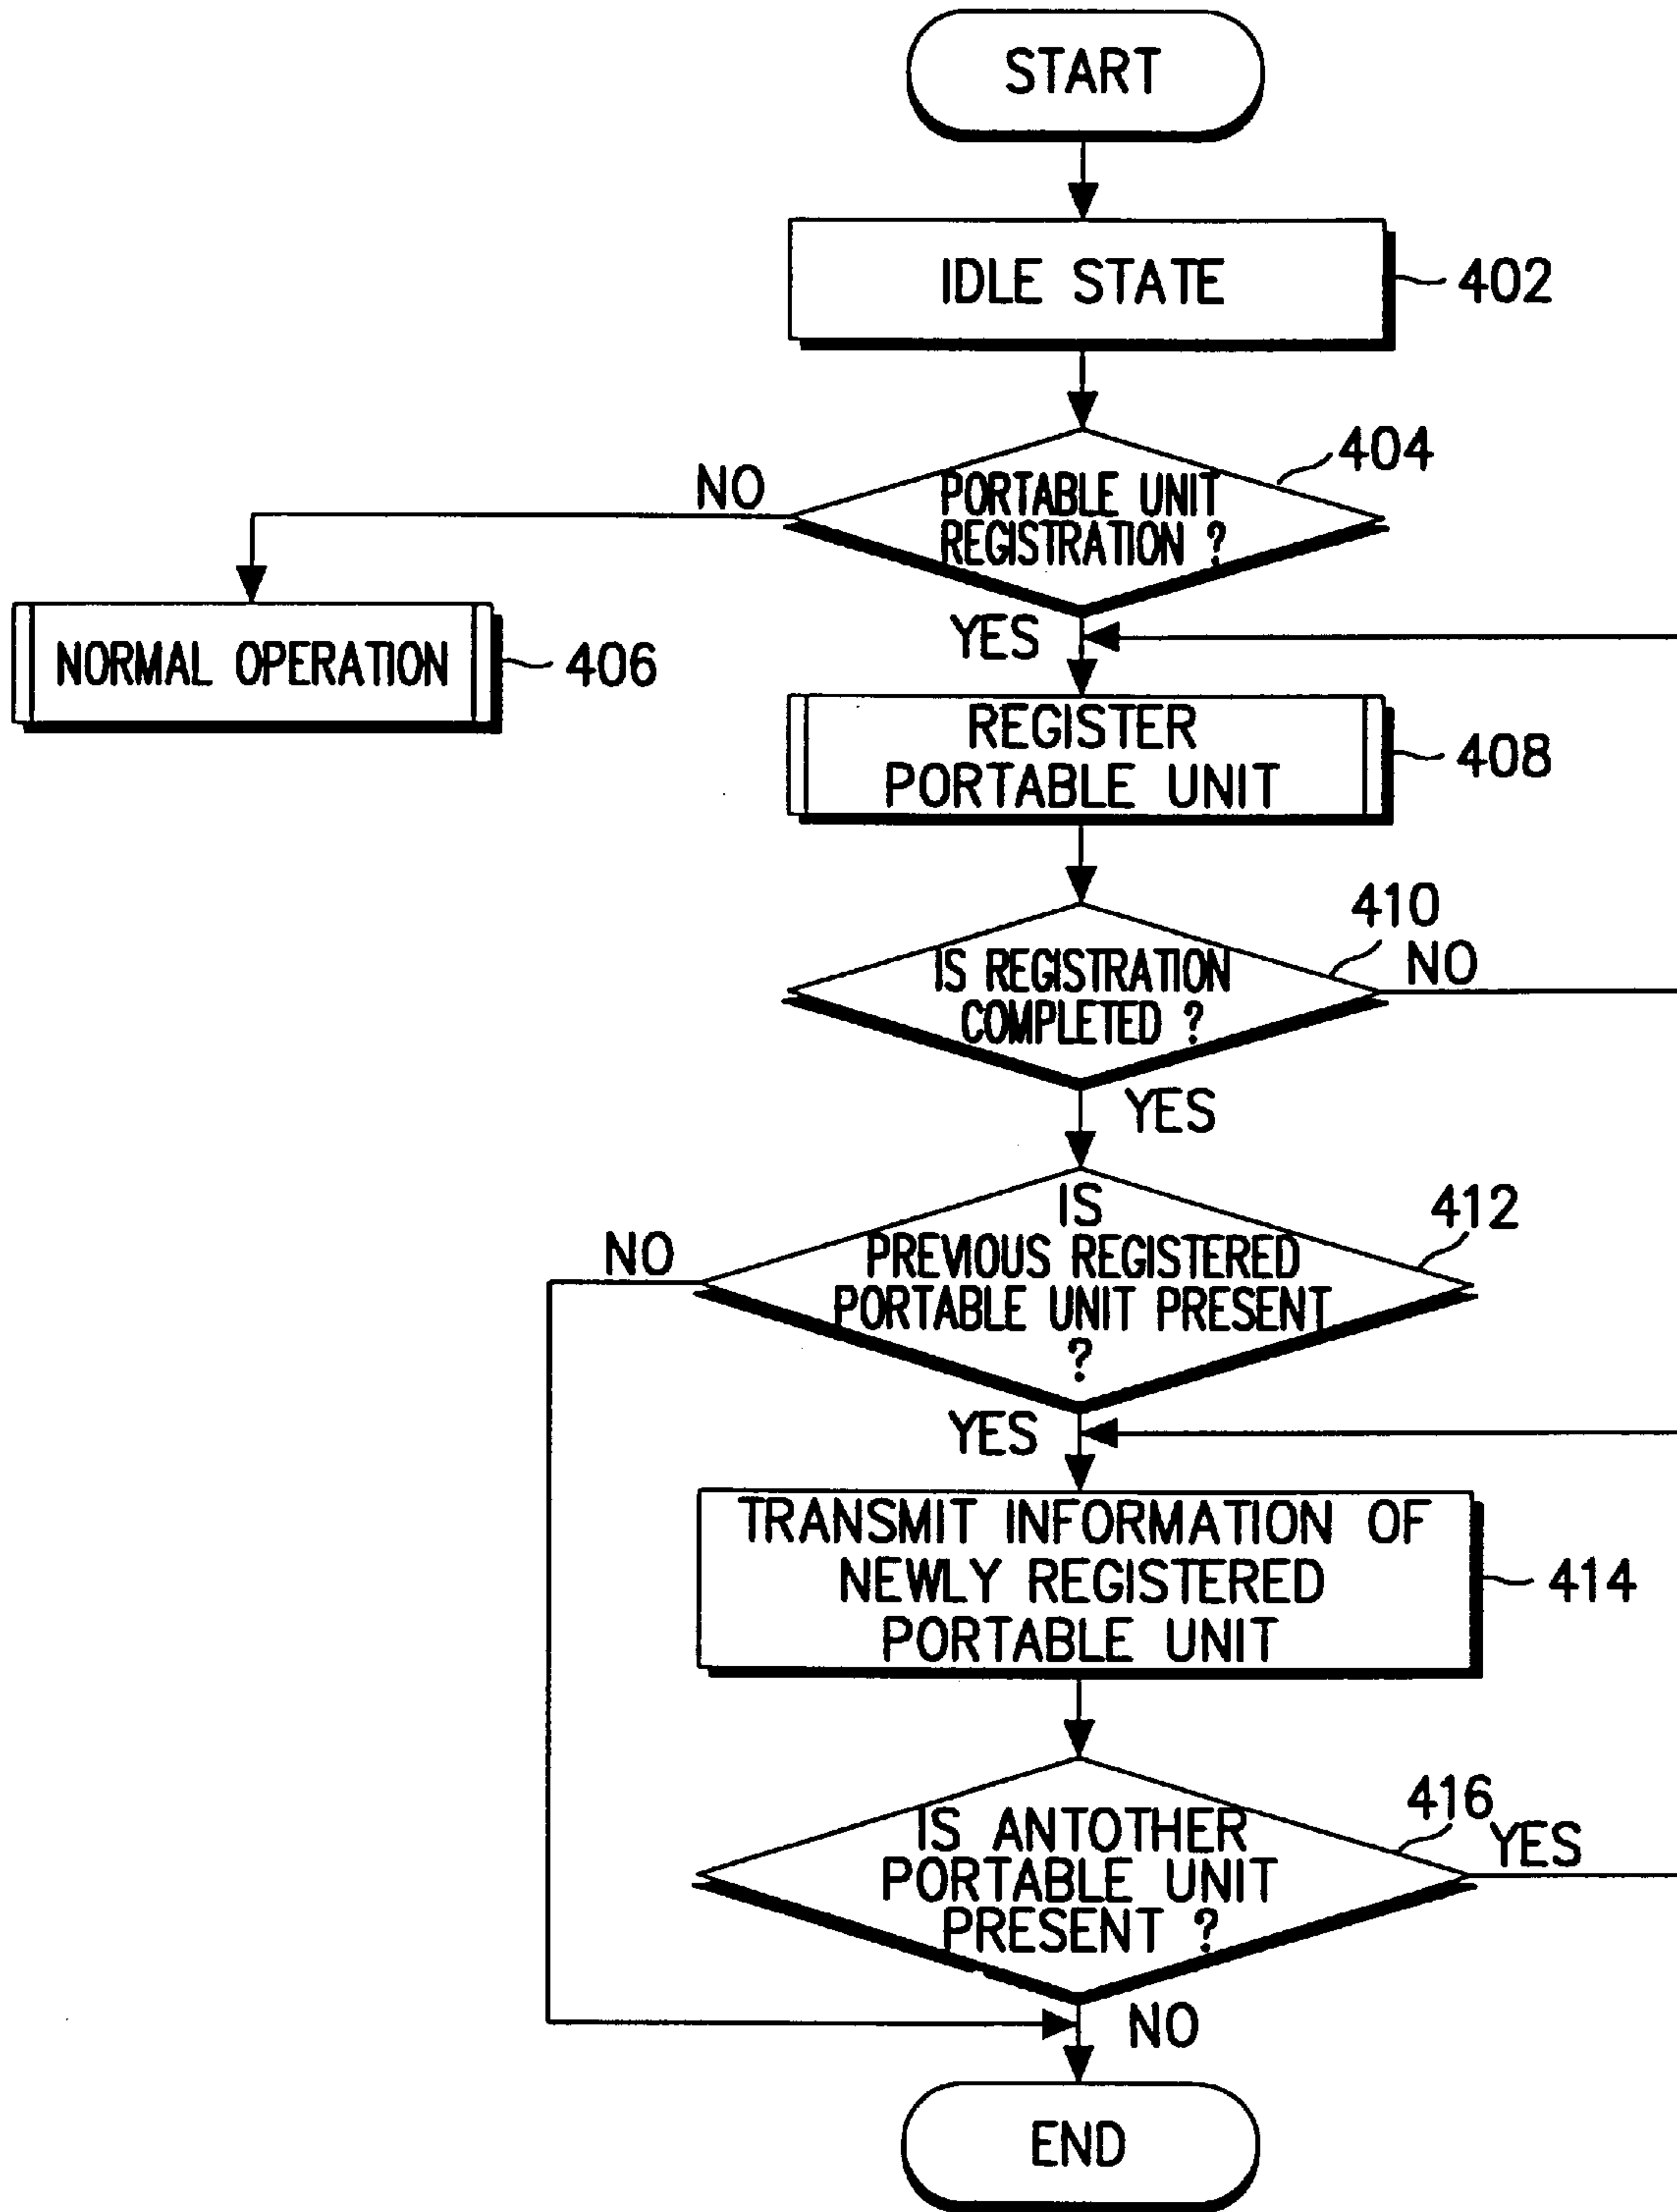 START
IDLE STATE
402
404
NO
PORTABLE UNIT
REGISTRATION ?
YES
NORMAL OPERATION
406
REGISTER
PORTABLE UNIT
408
410
NO
IS REGISTRATION
COMPLETED ?
YES
IS
PREVIOUS REGISTERED
PORTABLE UNIT PRESENT
?
412
NO
YES
TRANSMIT INFORMATION OF
NEWLY REGISTERED
PORTABLE UNIT
414
416
YES
IS ANTOTHER
PORTABLE UNIT
PRESENT ?
NO
END